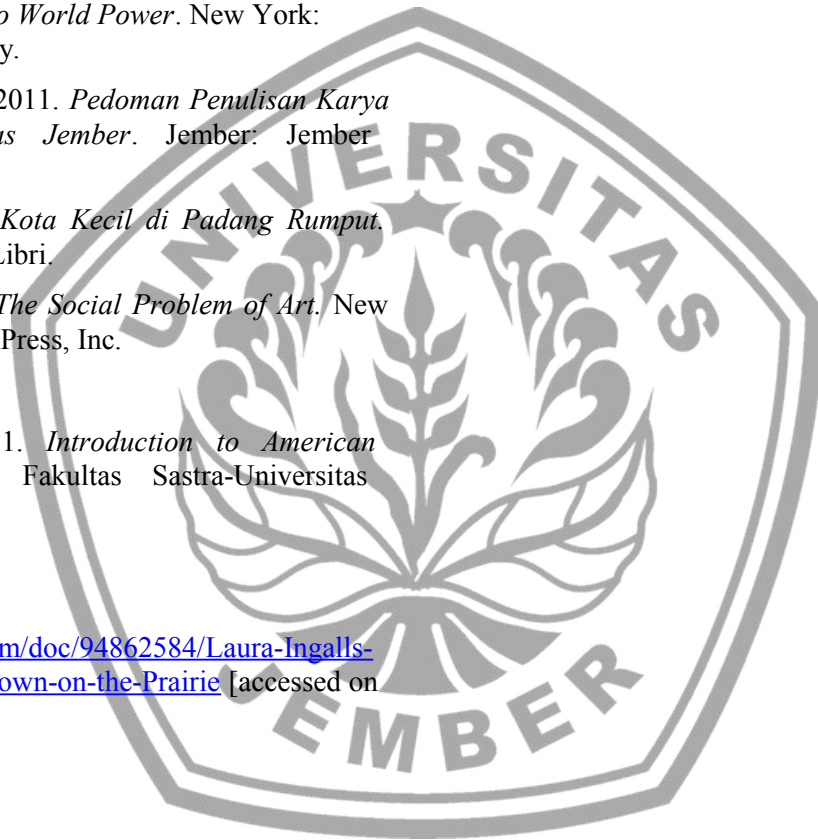 o World Power. New York:
y.
2011. Pedoman Penulisan Karya
as Jember. Jember: Jember
Kota Kecil di Padang Rumput.
Libri.
The Social Problem of Art. New
Press, Inc.
1. Introduction to American
Fakultas Sastra-Universitas
m/doc/94862584/Laura-Ingalls-
own-on-the-Prairie [accessed on
UNIVERSITAS
JEMBER